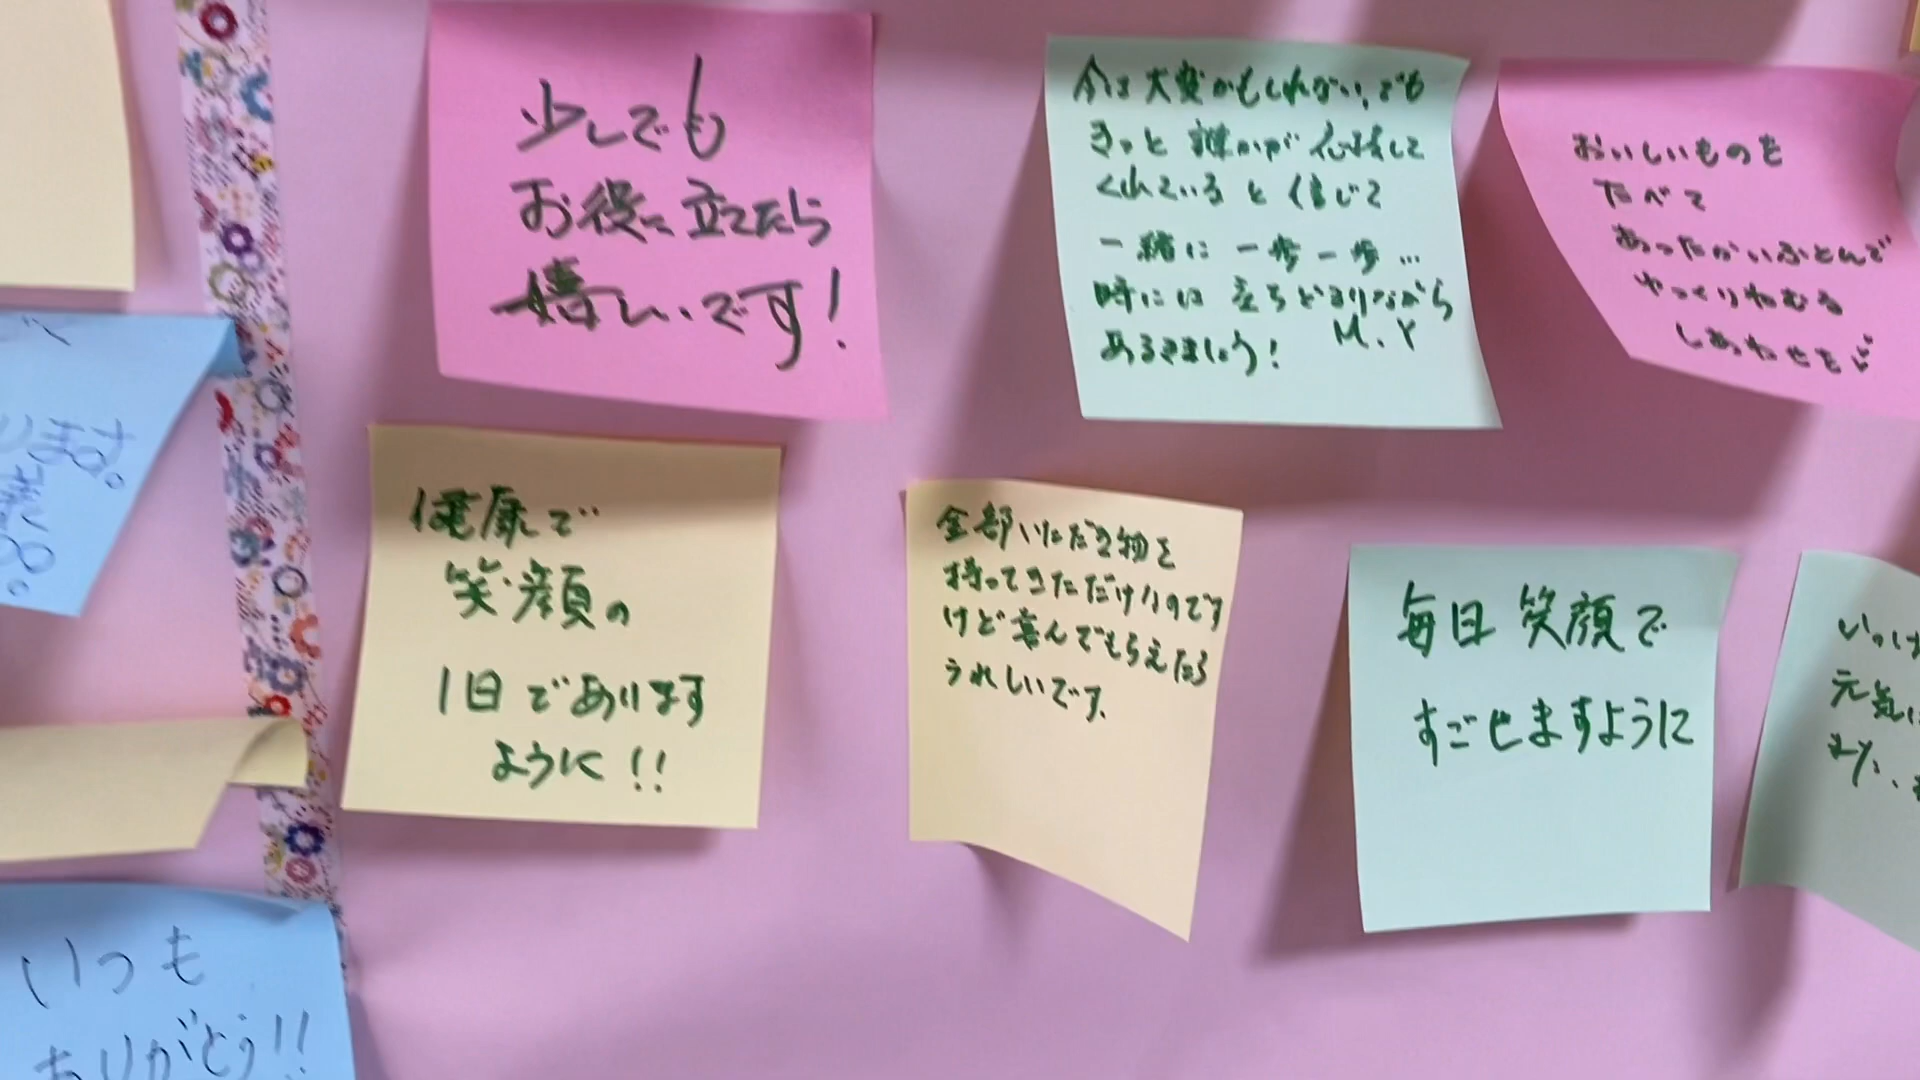 少しでも
お役に立てたら
嬉しいです!
今は大変かもしれない、でも
きっと誰かが応援して
くれていると信じて
一緒に一歩一歩…
時には立ちどまりながら
あるきましょう! M.Y
おいしいものを
たべて
あったかいふとんで
ゆっくりねむる
しあわせを
健康で
笑顔の
1日であります
ように!!
全部いただき物を
持ってきただけなのです
けど喜んでもらえたら
うれしいです.
毎日笑顔で
すごせますように
元気に
ります。
いつも
ありがとう!!